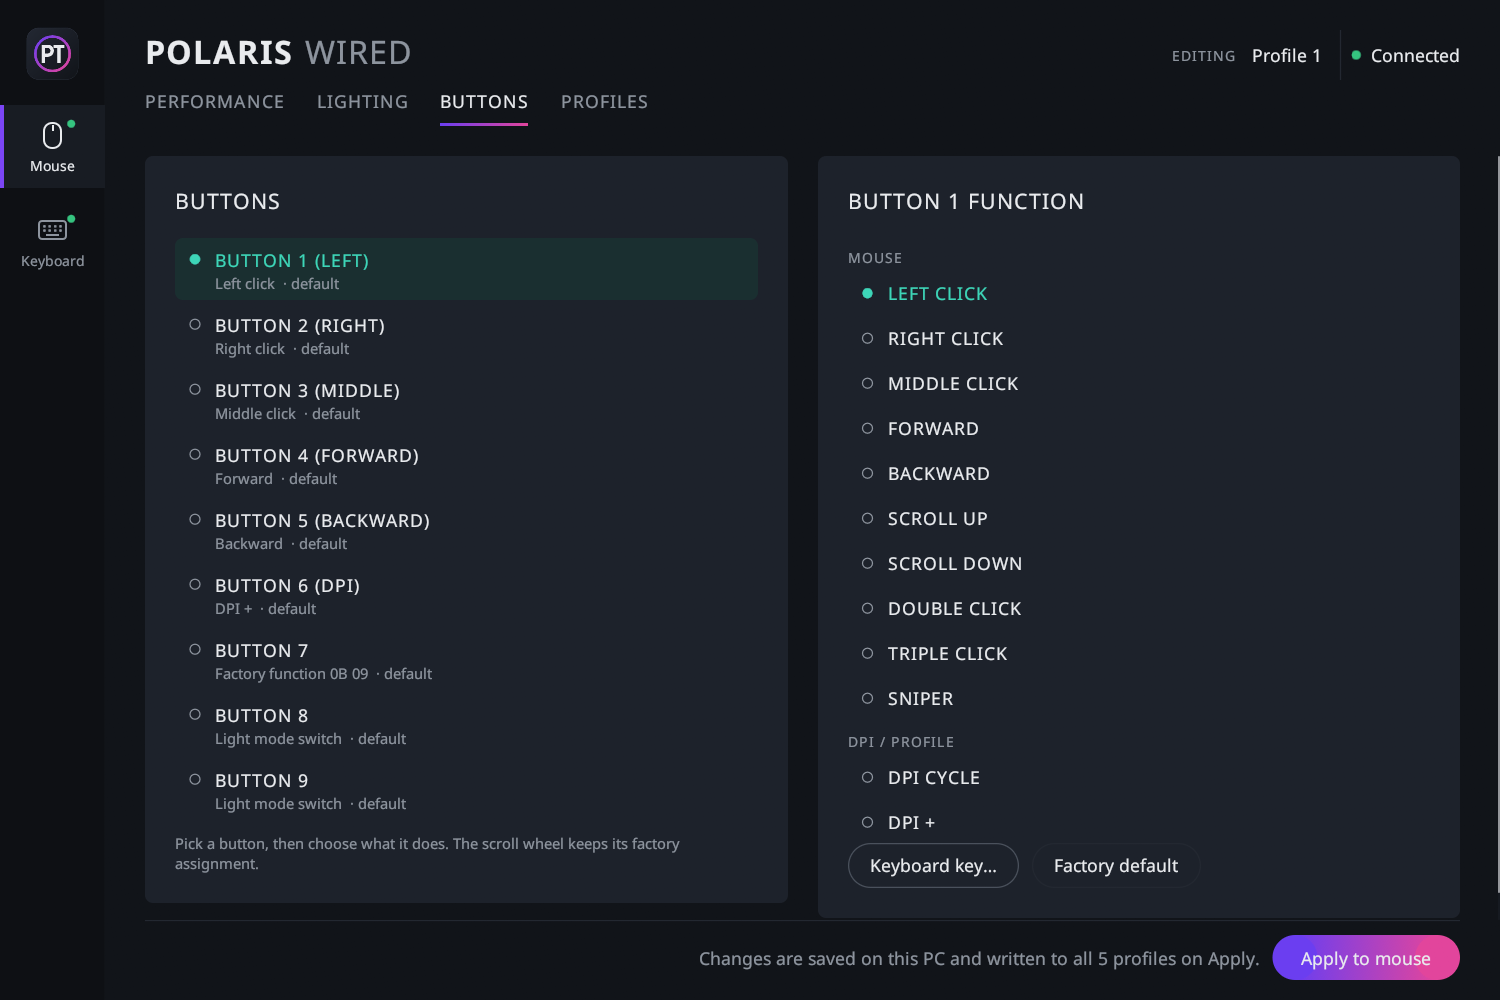 PT
POLARIS WIRED
EDITING Profile 1
Connected
PERFORMANCE LIGHTING BUTTONS PROFILES
Mouse
Keyboard
BUTTONS
BUTTON 1 (LEFT)
Left click · default
BUTTON 2 (RIGHT)
Right click · default
BUTTON 3 (MIDDLE)
Middle click · default
BUTTON 4 (FORWARD)
Forward · default
BUTTON 5 (BACKWARD)
Backward · default
BUTTON 6 (DPI)
DPI + · default
BUTTON 7
Factory function 0B 09 · default
BUTTON 8
Light mode switch · default
BUTTON 9
Light mode switch · default
Pick a button, then choose what it does. The scroll wheel keeps its factory
assignment.
BUTTON 1 FUNCTION
MOUSE
LEFT CLICK
RIGHT CLICK
MIDDLE CLICK
FORWARD
BACKWARD
SCROLL UP
SCROLL DOWN
DOUBLE CLICK
TRIPLE CLICK
SNIPER
DPI / PROFILE
DPI CYCLE
DPI +
Keyboard key...
Factory default
Changes are saved on this PC and written to all 5 profiles on Apply.
Apply to mouse